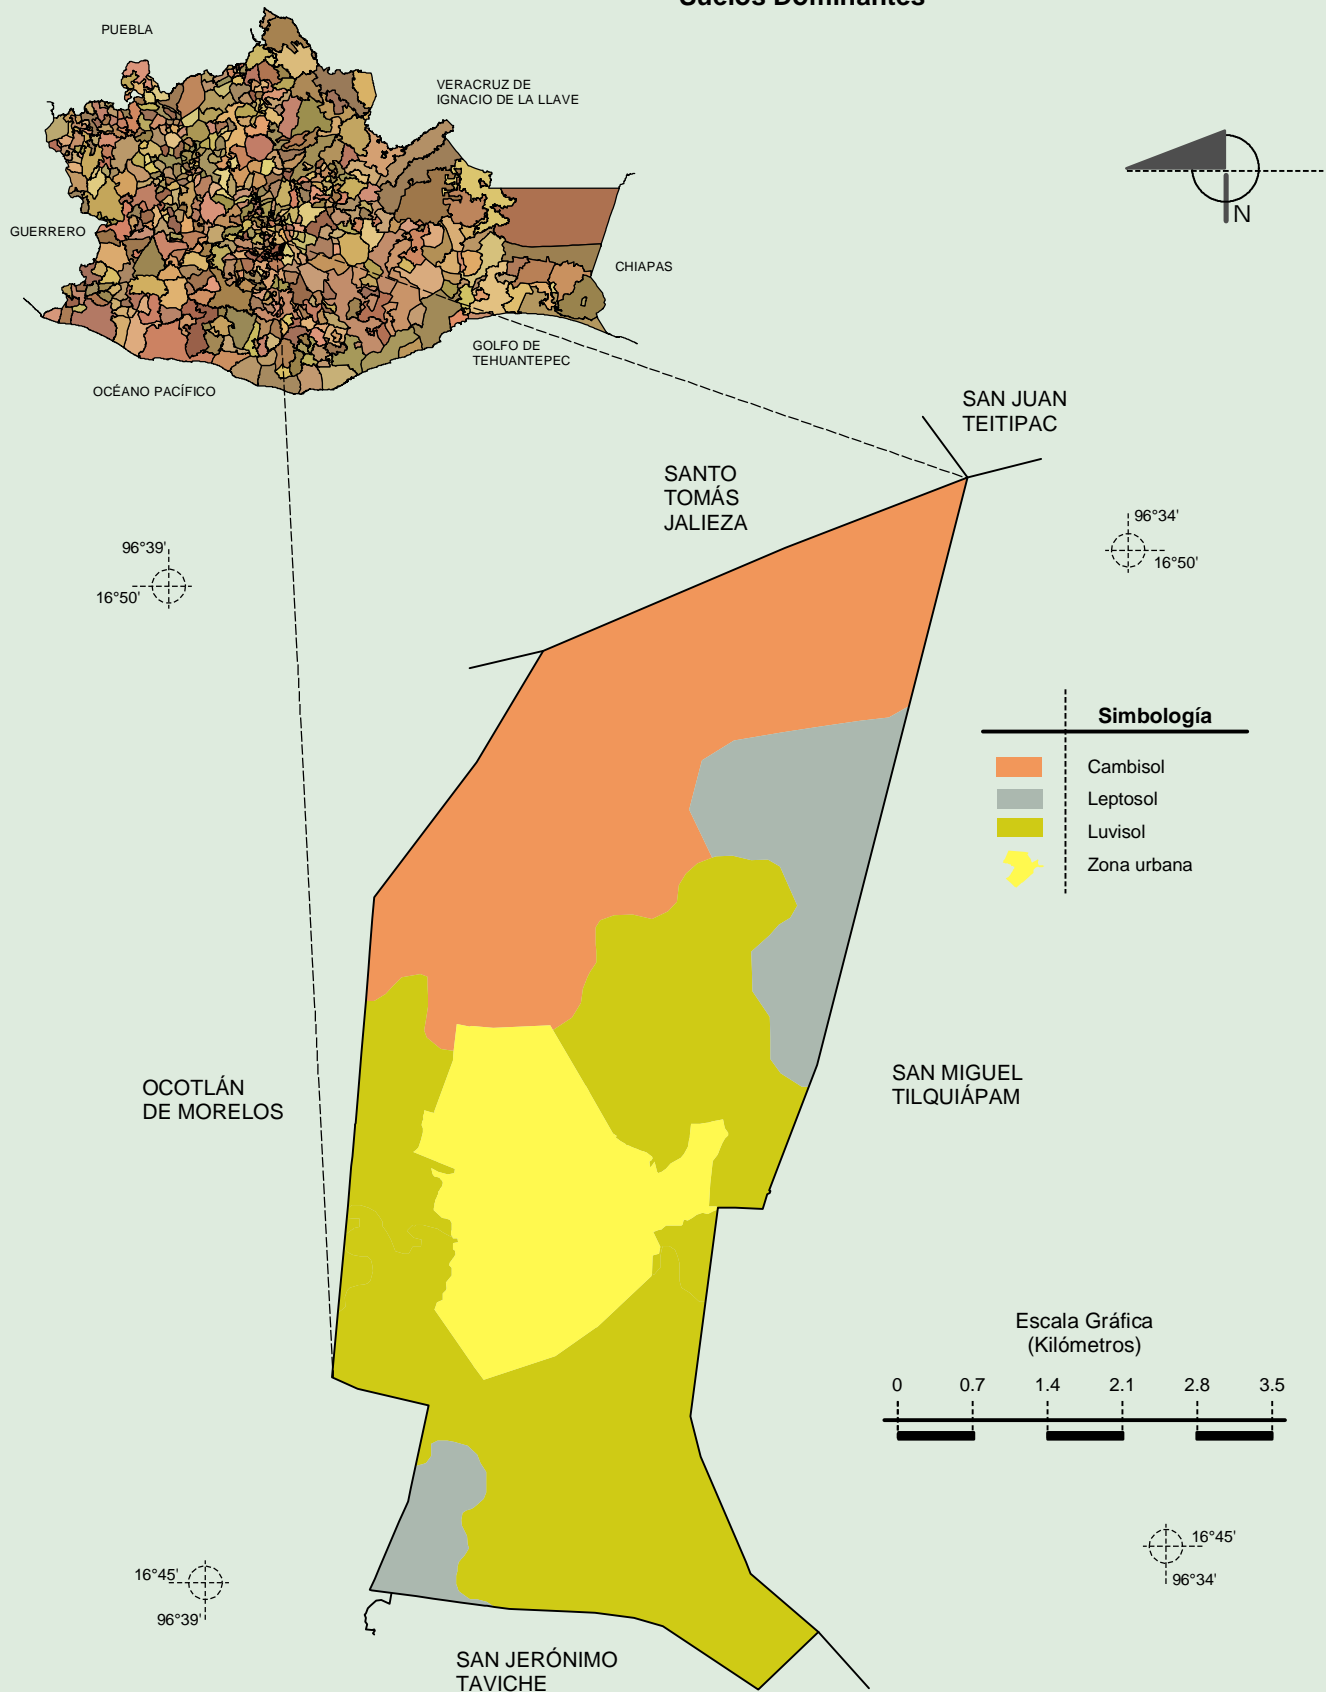 Suelos Dominantes
PUEBLA
VERACRUZ DE
IGNACIO DE LA LLAVE
GUERRERO
CHIAPAS
GOLFO DE
TEHUANTEPEC
OCÉANO PACÍFICO
N
SAN JUAN
TEITIPAC
SANTO
TOMÁS
JALIEZA
96°39'
16°50'
96°34'
16°50'
Simbología
Cambisol
Leptosol
Luvisol
Zona urbana
OCOTLÁN
DE MORELOS
SAN MIGUEL
TILQUIÁPAM
Escala Gráfica
(Kilómetros)
0 0.7 1.4 2.1 2.8 3.5
16°45'
96°39'
16°45'
96°34'
SAN JERÓNIMO
TAVICHE